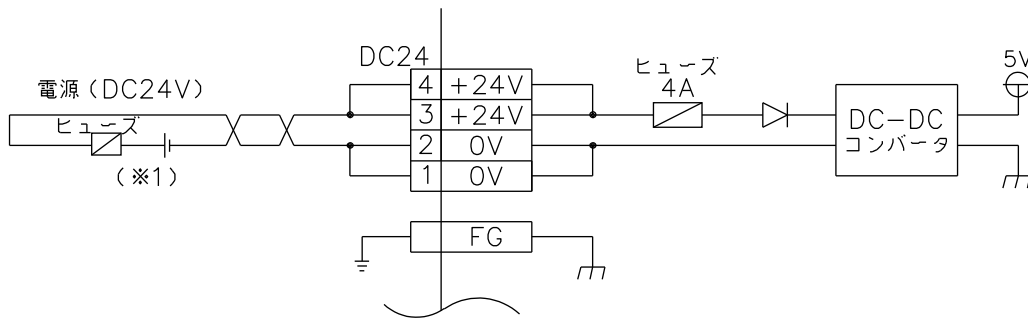 DC24
電源(DC24V)
ヒューズ
(※1)
4 +24V
3 +24V
2 0V
1 0V
FG
ヒューズ
4A
DC-DC
コンバータ
5V